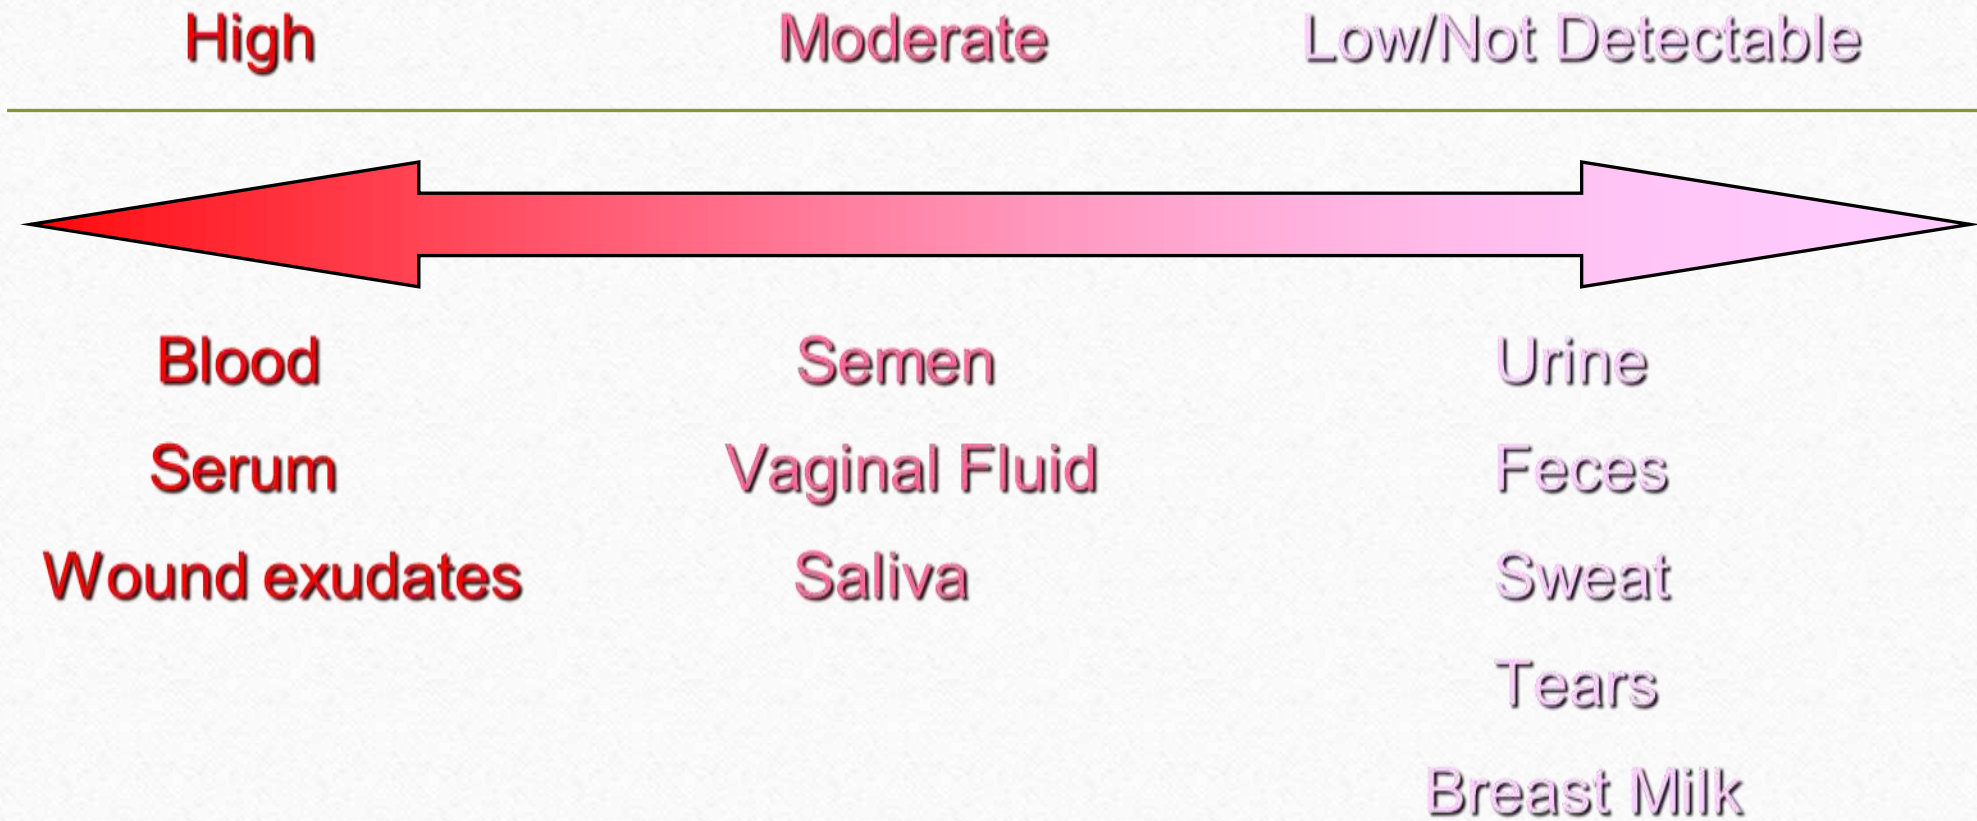 High Moderate Low/Not Detectable
Blood Semen Urine
Serum Vaginal Fluid Feces
Wound exudates Saliva Sweat
Tears
Breast Milk